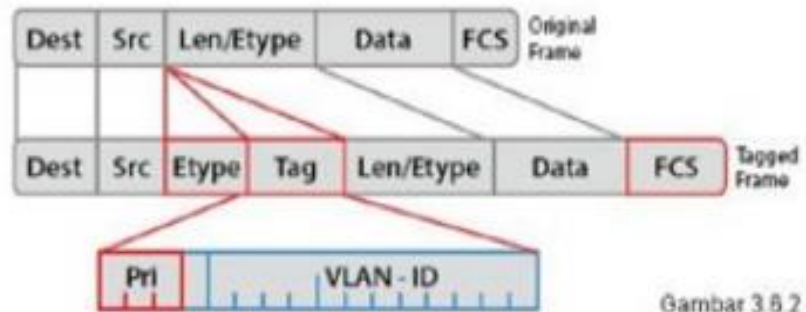 Dest Src Len/Etype Data FCS Original Frame
Dest Src Etype Tag Len/Etype Data FCS Tagged Frame
Pri VLAN - ID
Gambar 3.6.2